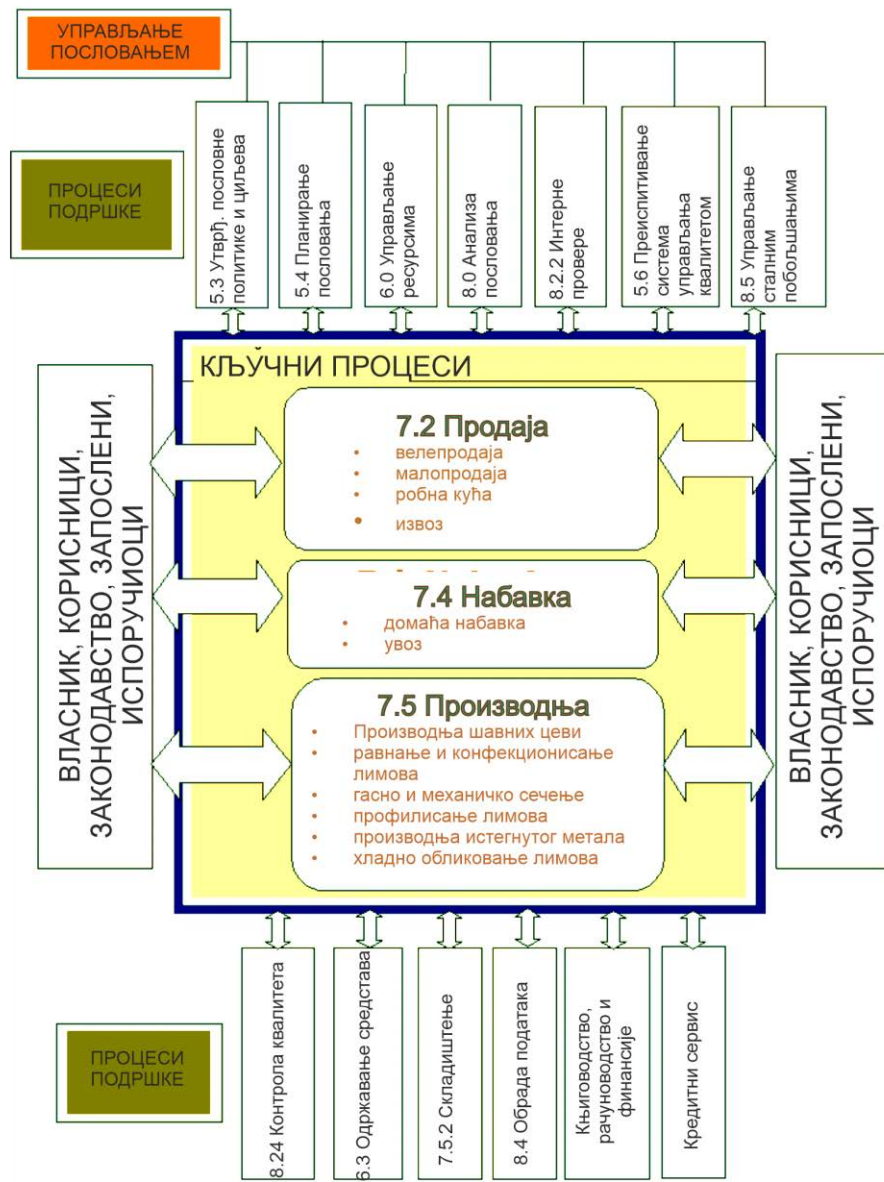 УПРАВЉАЊЕ
ПОСЛОВАЊЕМ
ПРОЦЕСИ
ПОДРШКЕ
5.3 Утврђ. пословне
политике и циљева
5.4 Планирање
пословања
6.0 Управљање
ресурсима
8.0 Анализа
пословања
8.2.2 Интерне
провере
5.6 Преиспитивање
система
управљања
квалитетом
8.5 Управљање
сталним
побољшањима
КЉУЧНИ ПРОЦЕСИ
ВЛАСНИК, КОРИСНИЦИ,
ЗАКОНОДАВСТВО, ЗАПОСЛЕНИ,
ИСПОРУЧИОЦИ
7.2 Продаја
• велепродаја
• малопродаја
• робна кућа
• извоз
7.4 Набавка
• домаћа набавка
• увоз
7.5 Производња
• Производња шавних цеви
• равнање и конфекционисање
лимова
• гасно и механичко сечење
• профилисање лимова
• производња истегнутог метала
• хладно обликовање лимова
ВЛАСНИК, КОРИСНИЦИ,
ЗАКОНОДАВСТВО, ЗАПОСЛЕНИ,
ИСПОРУЧИОЦИ
ПРОЦЕСИ
ПОДРШКЕ
8.24 Контрола квалитета
6.3 Одржавање средстава
7.5.2 Складиштење
8.4 Обрада података
Књиговодство,
рачуноводство и
финансије
Кредитни сервис